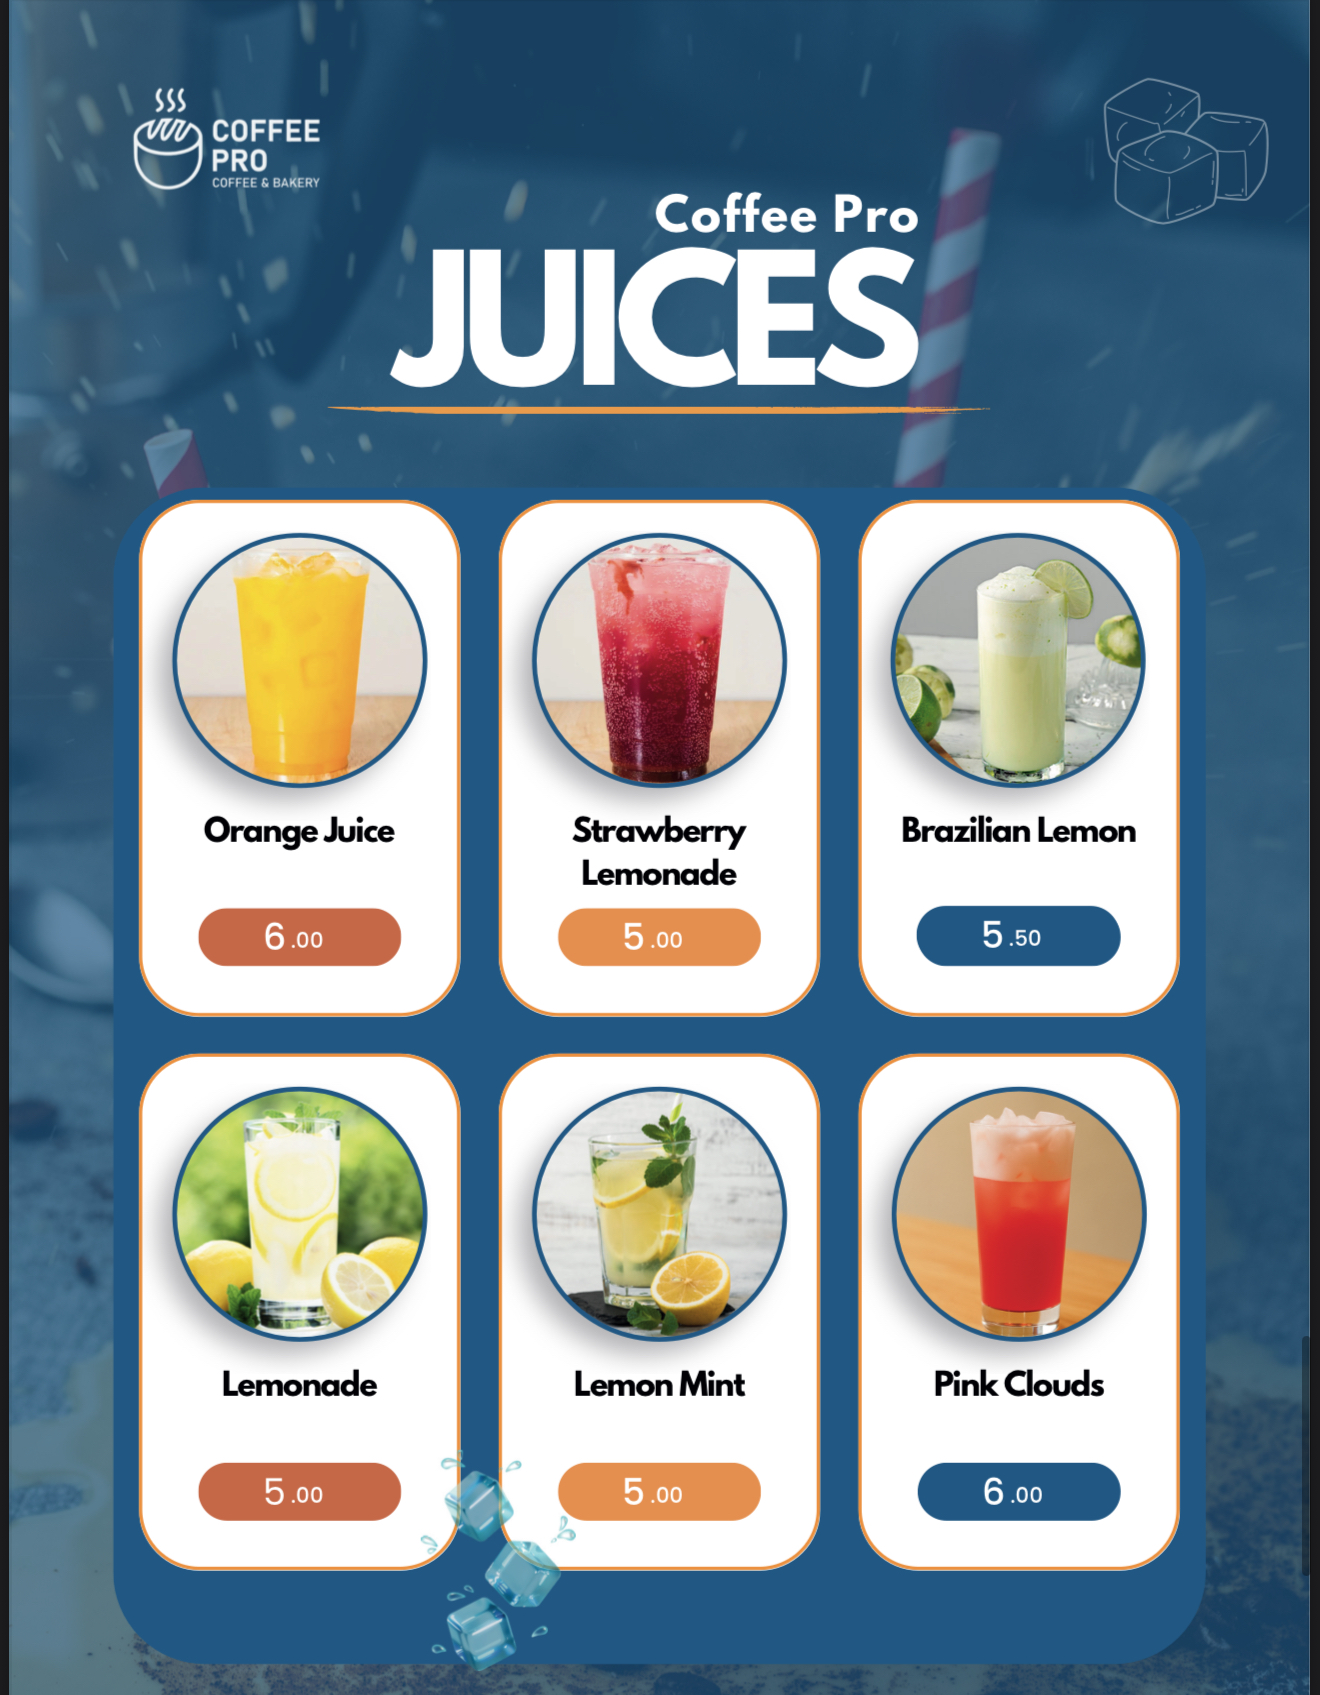 COFFEE
PRO
COFFEE & BAKERY
Coffee Pro
JUICES
Orange Juice
6.00
Strawberry
Lemonade
5.00
Brazilian Lemon
5.50
Lemonade
5.00
Lemon Mint
5.00
Pink Clouds
6.00